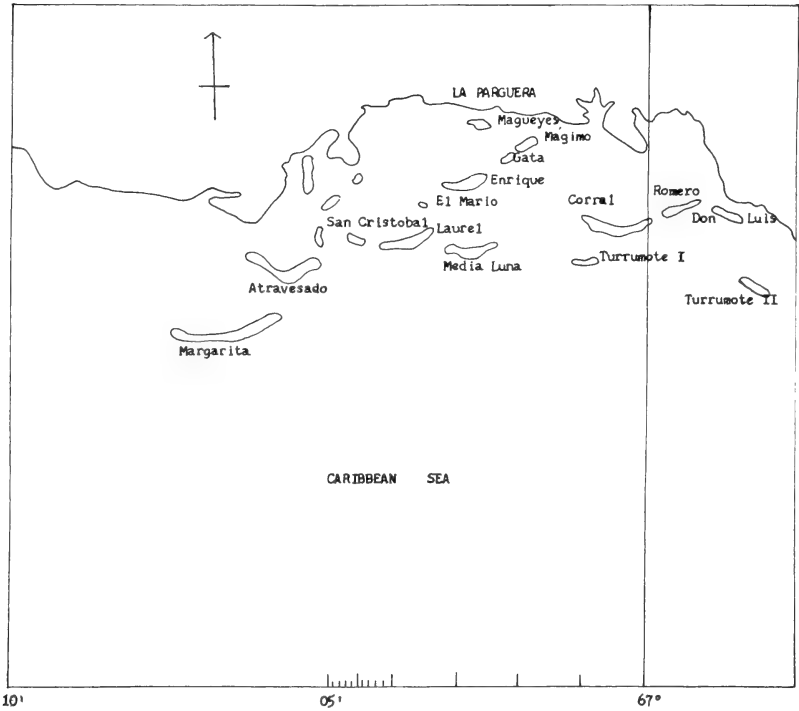 LA PARGUERA
Magueyes
Magimo
Gata
Enrique
Romero
El Mario
Corral
Don Luis
San Cristobal
Laurel
Turrumote I
Media Luna
Atravesado
Turrumote II
Margarita
CARIBBEAN SEA
10' 05' 67°